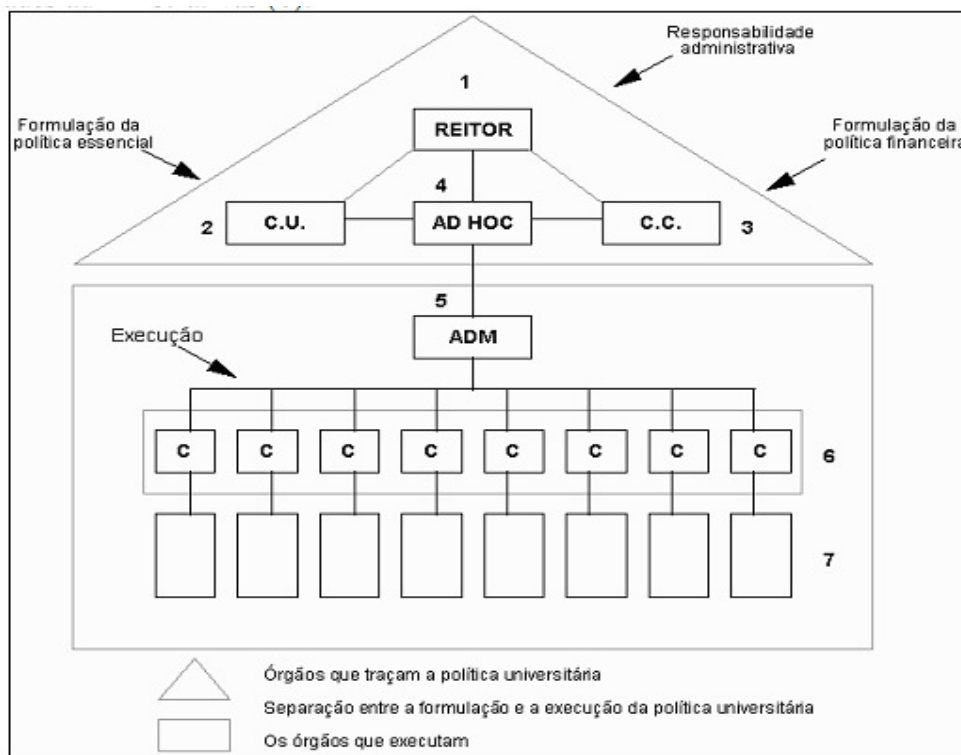 Responsabilidade
administrativa
1
Formulação da
política essencial
REITOR
Formulação da
política financeira
4
2
C.U.
AD HOC
C.C.
3
5
ADM
Execução
C C C C C C C C
6
7
Órgãos que traçam a política universitária
Separação entre a formulação e a execução da política universitária
Os órgãos que executam